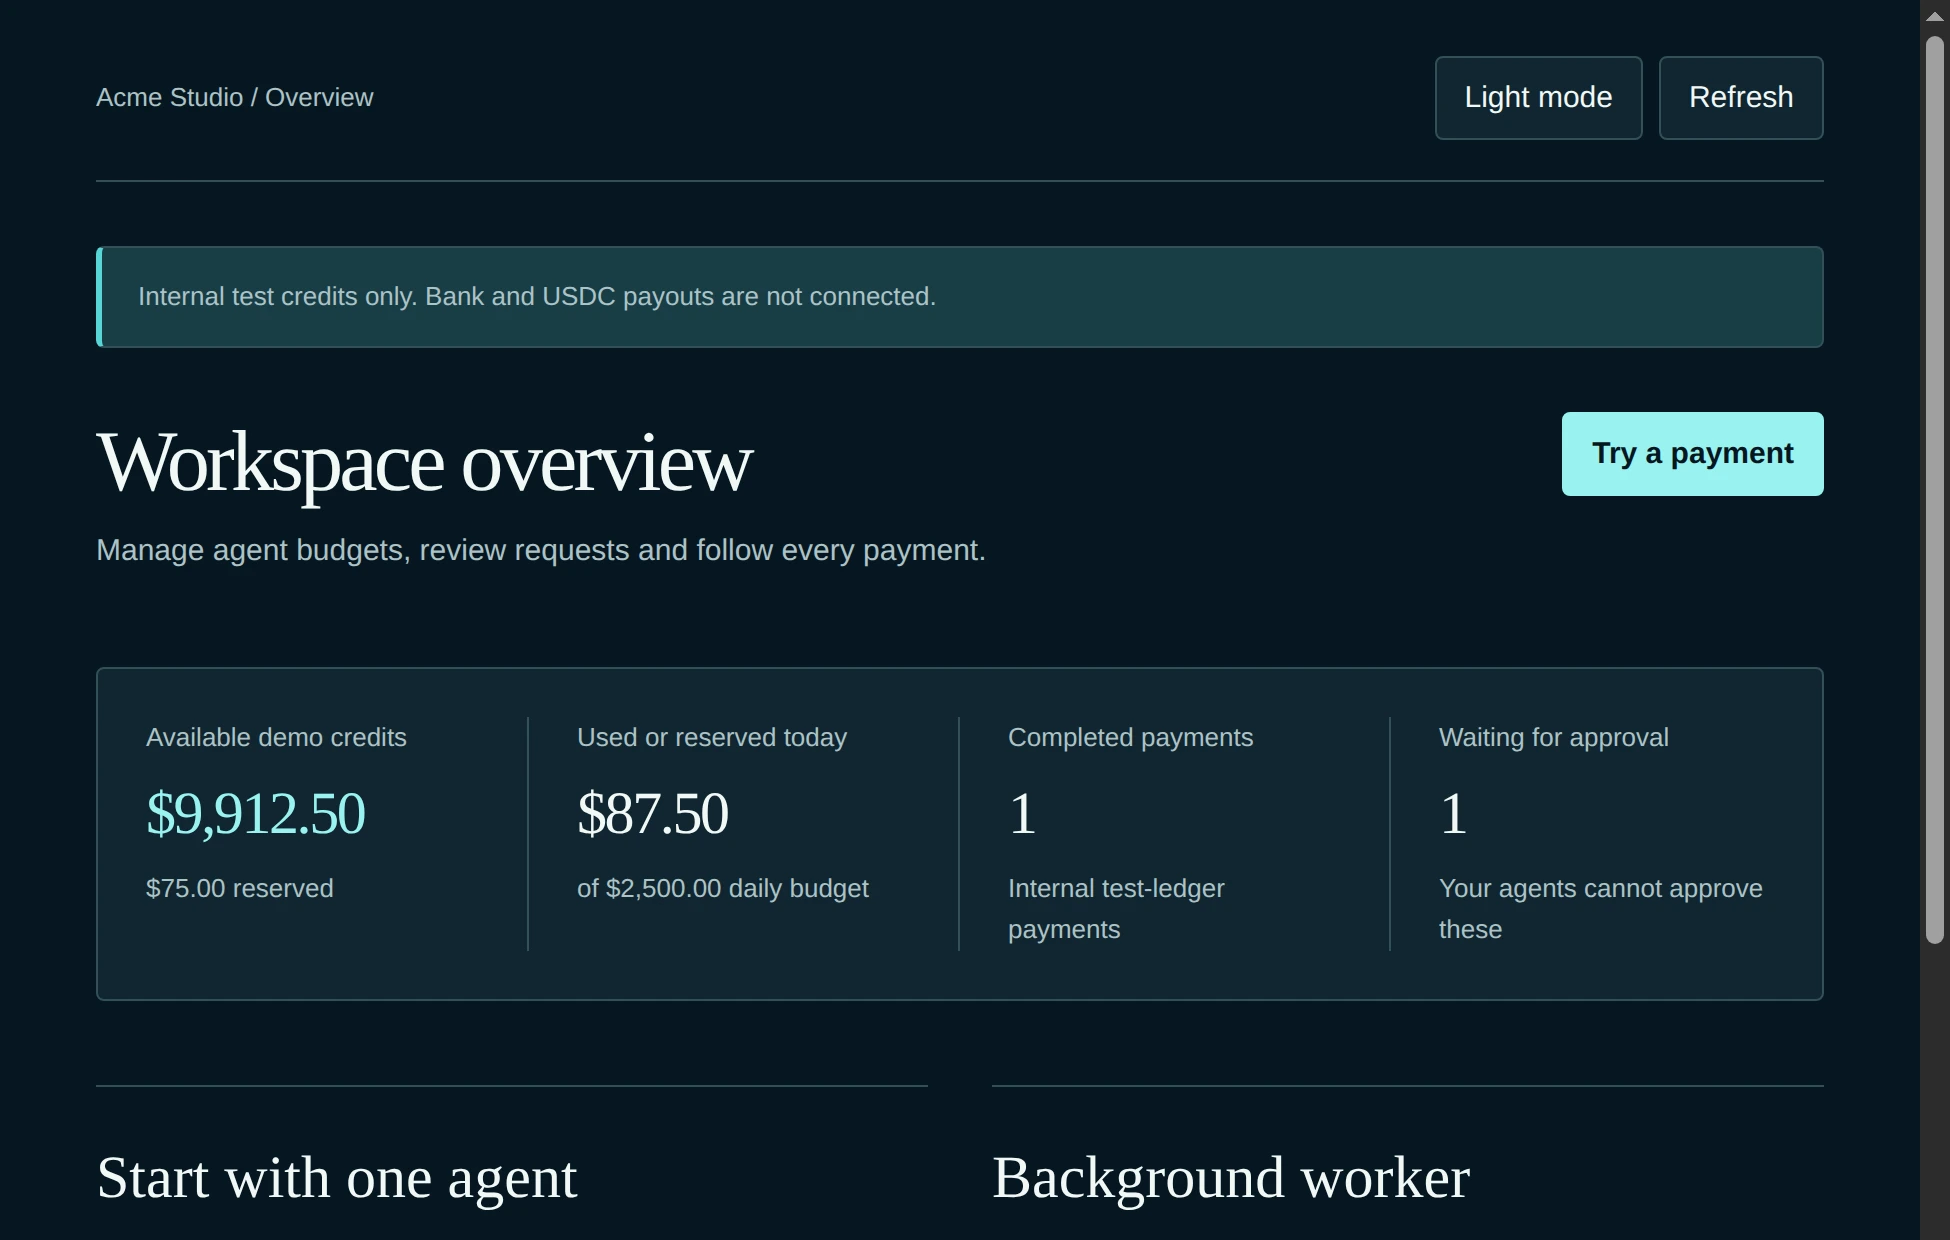 Acme Studio / Overview
Light mode
Refresh
Internal test credits only. Bank and USDC payouts are not connected.
Workspace overview
Try a payment
Manage agent budgets, review requests and follow every payment.
Available demo credits
$9,912.50
$75.00 reserved
Used or reserved today
$87.50
of $2,500.00 daily budget
Completed payments
1
Internal test-ledger
payments
Waiting for approval
1
Your agents cannot approve
these
Start with one agent
Background worker